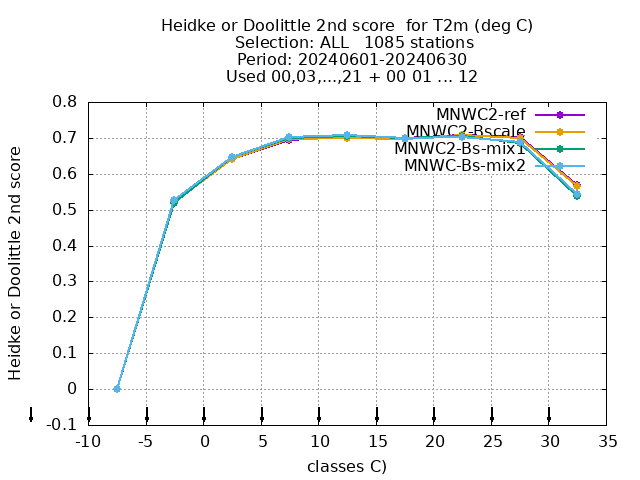 Heidke or Doolittle 2nd score  for T2m (deg C)
Selection: ALL   1085 stations
Period: 20240601-20240630
Used 00,03,...,21 + 00 01 ... 12
Heidke or Doolittle 2nd score
0.8
0.7
0.6
0.5
0.4
0.3
0.2
0.1
0
-0.1
MNWC2-ref
MNWC2-Bscale
MNWC2-Bs-mix1
MNWC-Bs-mix2
-10 -5 0 5 10 15 20 25 30 35
classes C)